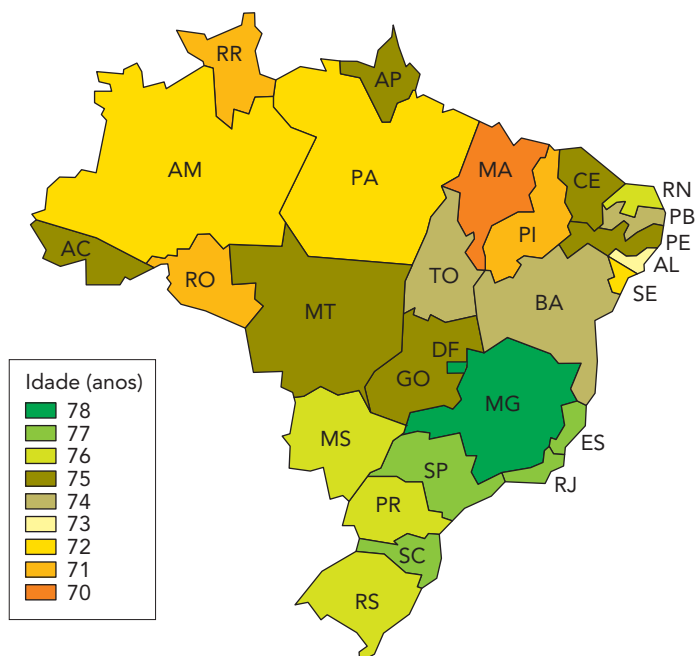 RR
AP
AM
PA
MA
CE
RN
PB
PI
PE
AC
AL
TO
RO
SE
BA
MT
DF
GO
Idade (anos)
78
77
76
75
74
73
72
71
70
MG
MS
ES
SP
RJ
PR
SC
RS